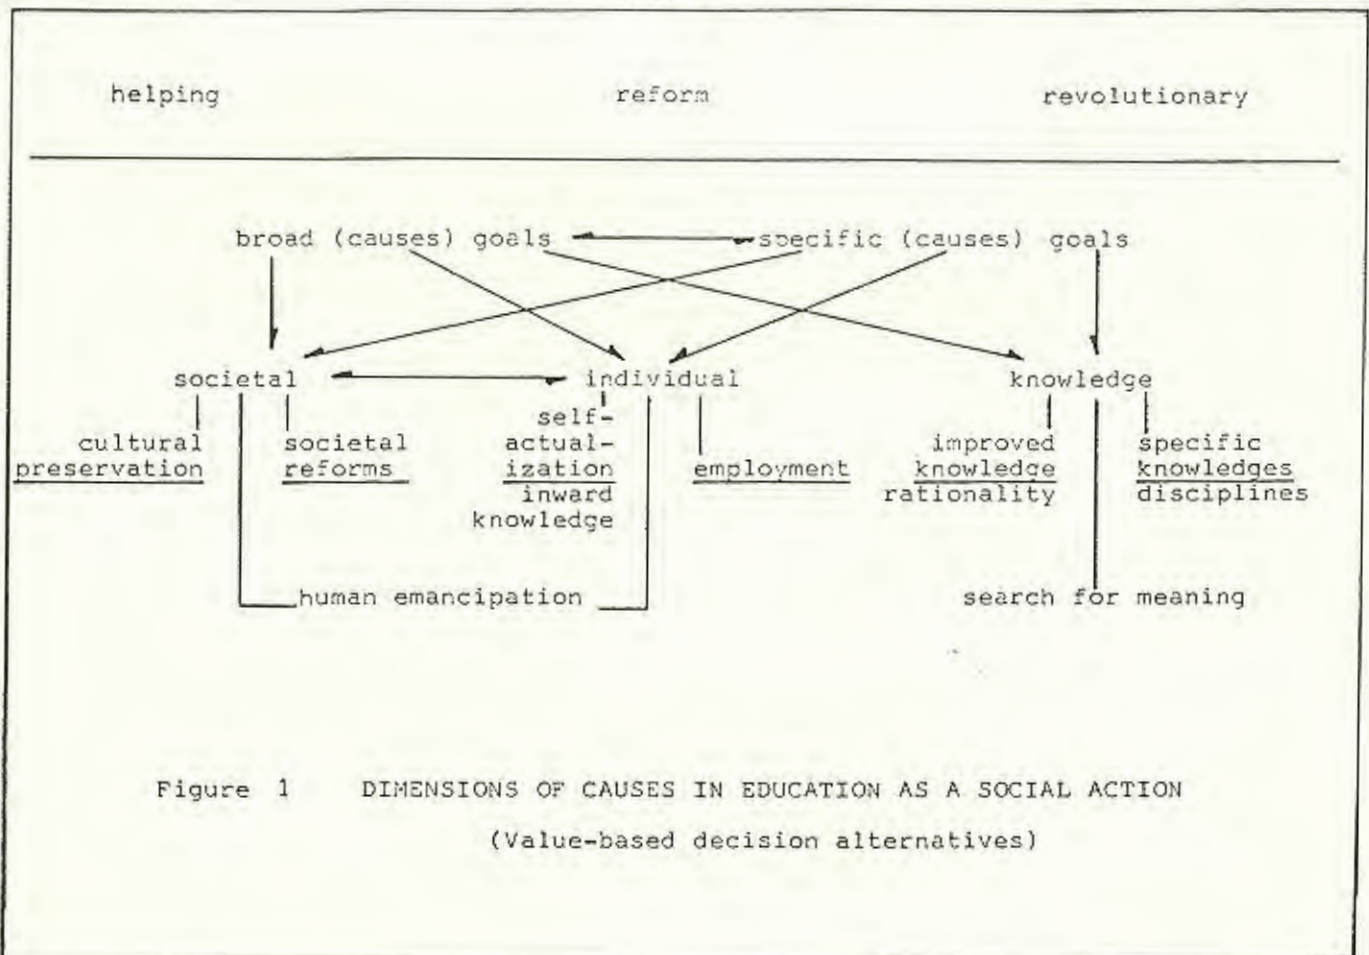 helping reform revolutionary
broad (causes) goals specific (causes) goals
societal individual knowledge
cultural
preservation
societal
reforms
self-
actual-
ization
inward
knowledge
employment
improved
knowledge
rationality
specific
knowledges
disciplines
human emancipation
search for meaning
Figure 1 DIMENSIONS OF CAUSES IN EDUCATION AS A SOCIAL ACTION
(Value-based decision alternatives)